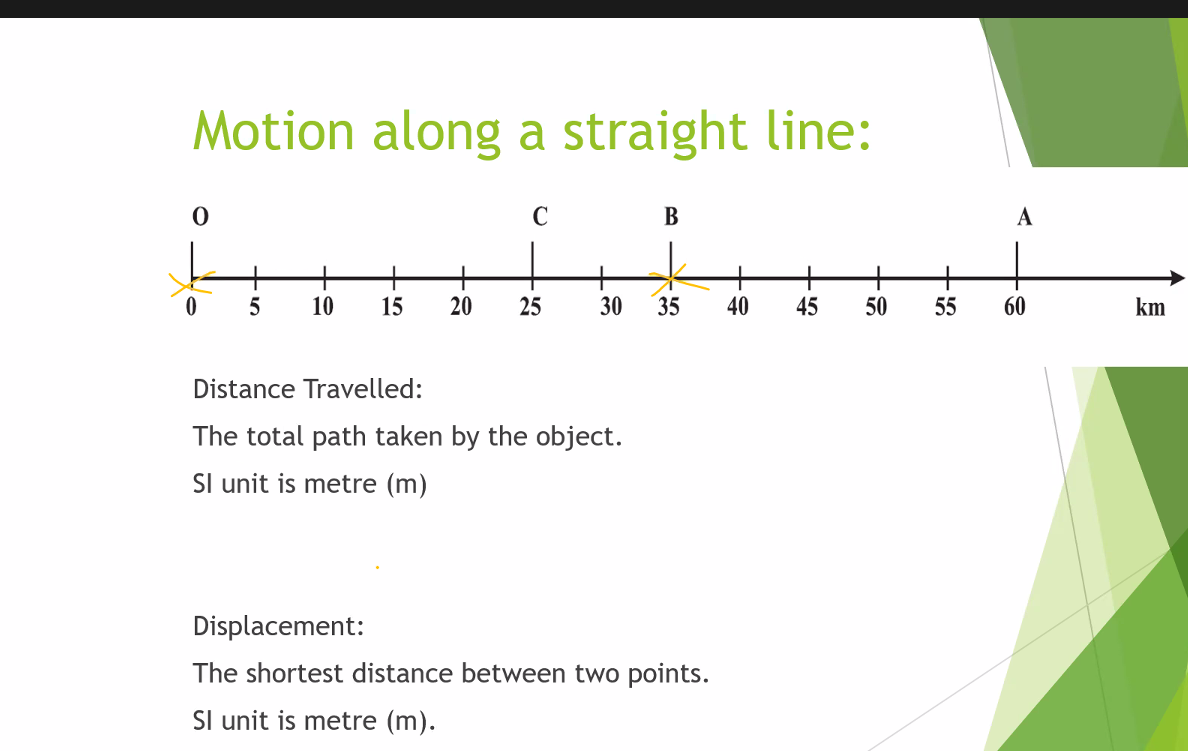 Motion along a straight line:
O C B A
0 5 10 15 20 25 30 35 40 45 50 55 60 km
Distance Travelled:
The total path taken by the object.
SI unit is metre (m)
Displacement:
The shortest distance between two points.
SI unit is metre (m).